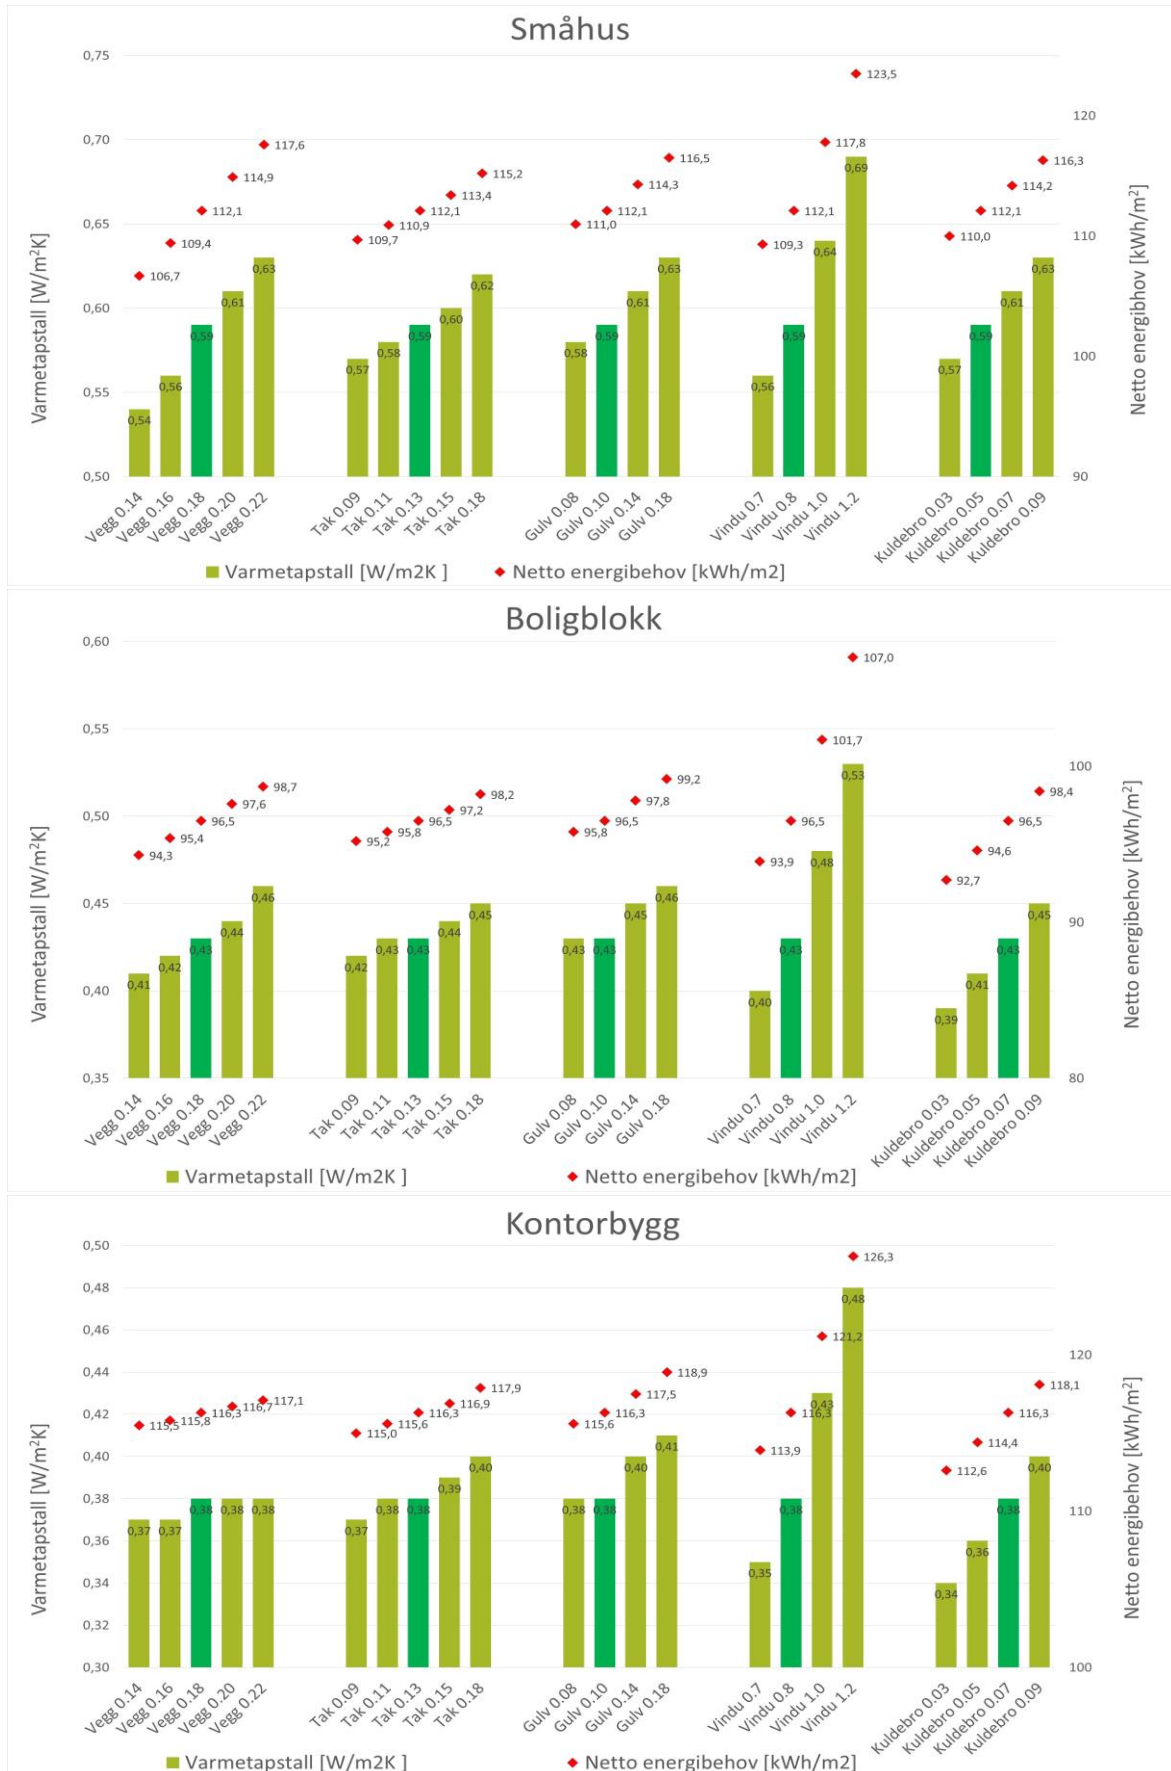 Småhus
0,75
0,70
0,65
0,60
0,55
0,50
Varmetapstall [W/m²K]
120
110
100
90
Netto energibhov [kWh/m²]
106,7
109,4
112,1
114,9
117,6
109,7
110,9
112,1
113,4
115,2
111,0
112,1
114,3
116,5
109,3
112,1
117,8
123,5
110,0
112,1
114,2
116,3
0,54
0,56
0,59
0,61
0,63
0,57
0,58
0,59
0,60
0,62
0,58
0,59
0,61
0,63
0,56
0,59
0,64
0,69
0,57
0,59
0,61
0,63
Vegg 0.14
Vegg 0.16
Vegg 0.18
Vegg 0.20
Vegg 0.22
Tak 0.09
Tak 0.11
Tak 0.13
Tak 0.15
Tak 0.18
Gulv 0.08
Gulv 0.10
Gulv 0.14
Gulv 0.18
Vindu 0.7
Vindu 0.8
Vindu 1.0
Vindu 1.2
Kuldebro 0.03
Kuldebro 0.05
Kuldebro 0.07
Kuldebro 0.09
Varmetapstall [W/m2K ]
Netto energibehov [kWh/m2]
Boligblokk
0,60
0,55
0,50
0,45
0,40
0,35
Varmetapstall [W/m²K]
100
90
80
Netto energibehov [kWh/m²]
94,3
95,4
96,5
97,6
98,7
95,2
95,8
96,5
97,2
98,2
95,8
96,5
97,8
99,2
93,9
96,5
101,7
107,0
92,7
94,6
96,5
98,4
0,41
0,42
0,43
0,44
0,46
0,42
0,43
0,43
0,44
0,45
0,43
0,43
0,45
0,46
0,40
0,43
0,48
0,53
0,39
0,41
0,43
0,45
Vegg 0.14
Vegg 0.16
Vegg 0.18
Vegg 0.20
Vegg 0.22
Tak 0.09
Tak 0.11
Tak 0.13
Tak 0.15
Tak 0.18
Gulv 0.08
Gulv 0.10
Gulv 0.14
Gulv 0.18
Vindu 0.7
Vindu 0.8
Vindu 1.0
Vindu 1.2
Kuldebro 0.03
Kuldebro 0.05
Kuldebro 0.07
Kuldebro 0.09
Varmetapstall [W/m2K ]
Netto energibehov [kWh/m2]
Kontorbygg
0,50
0,48
0,46
0,44
0,42
0,40
0,38
0,36
0,34
0,32
0,30
Varmetapstall [W/m²K]
120
110
100
Netto energibehov [kWh/m²]
115,5
115,8
116,3
116,7
117,1
115,0
115,6
116,3
116,9
117,9
115,6
116,3
117,5
118,9
113,9
116,3
121,2
126,3
112,6
114,4
116,3
118,1
0,37
0,37
0,38
0,38
0,38
0,37
0,38
0,38
0,39
0,40
0,38
0,38
0,40
0,41
0,35
0,38
0,43
0,48
0,34
0,36
0,38
0,40
Vegg 0.14
Vegg 0.16
Vegg 0.18
Vegg 0.20
Vegg 0.22
Tak 0.09
Tak 0.11
Tak 0.13
Tak 0.15
Tak 0.18
Gulv 0.08
Gulv 0.10
Gulv 0.14
Gulv 0.18
Vindu 0.7
Vindu 0.8
Vindu 1.0
Vindu 1.2
Kuldebro 0.03
Kuldebro 0.05
Kuldebro 0.07
Kuldebro 0.09
Varmetapstall [W/m2K ]
Netto energibehov [kWh/m2]